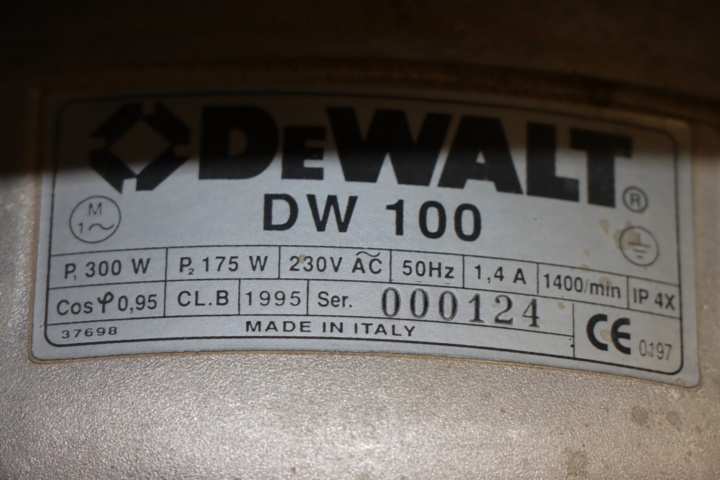 DEWALT®
DW 100
M
1~
P₁ 300 W P₂ 175 W 230V AC 50Hz 1,4 A 1400/min IP 4X
Cos φ 0,95 CL.B 1995 Ser. 000124
37698 MADE IN ITALY CE 0197